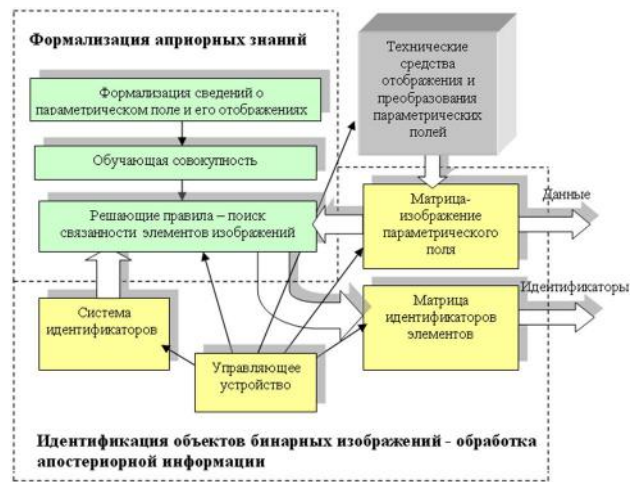 Формализация априорных знаний
Технические
средства
отображения и
преобразования
параметрических
полей
Формализация сведений о
параметрическом поле и его отображениях
Обучающая совокупность
Решающие правила – поиск
связанности элементов изображений
Матрица-
изображение
параметрического
поля
Данные
Идентификаторы
Система
идентификаторов
Матрица
идентификаторов
элементов
Управляющее
устройство
Идентификация объектов бинарных изображений - обработка
апостериорной информации